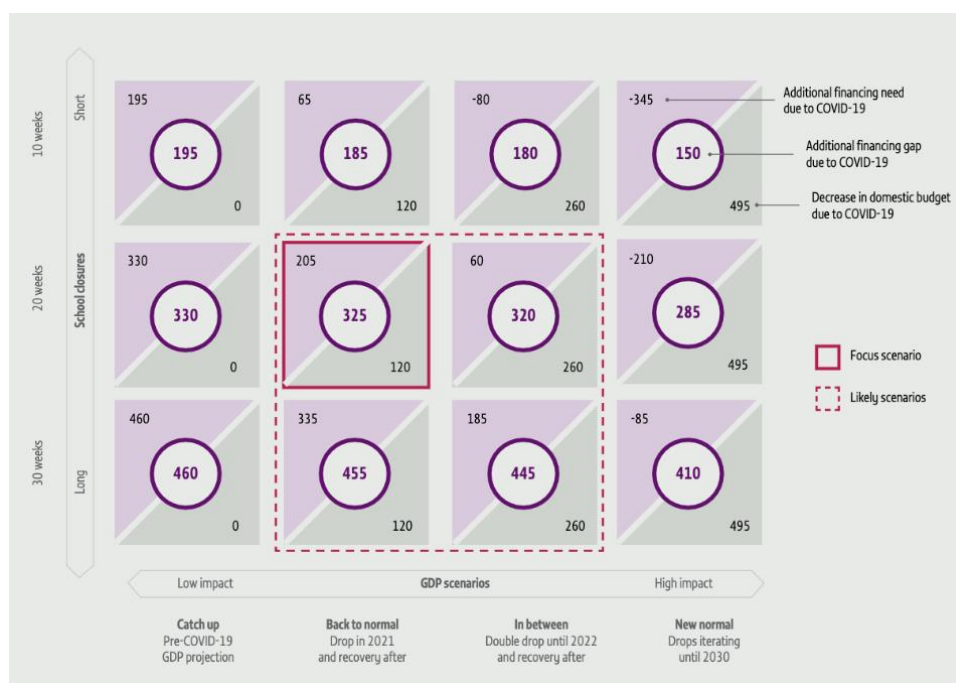 10 weeks
Short
195
195
0
65
185
120
-80
180
260
-345
150
495
Additional financing need
due to COVID-19
Additional financing gap
due to COVID-19
Decrease in domestic budget
due to COVID-19
20 weeks
School closures
330
330
0
205
325
120
60
320
260
-210
285
495
Focus scenario
Likely scenarios
30 weeks
Long
460
460
0
335
455
120
185
445
260
-85
410
495
Low impact
GDP scenarios
High impact
Catch up
Pre-COVID-19
GDP projection
Back to normal
Drop in 2021
and recovery after
In between
Double drop until 2022
and recovery after
New normal
Drops iterating
until 2030